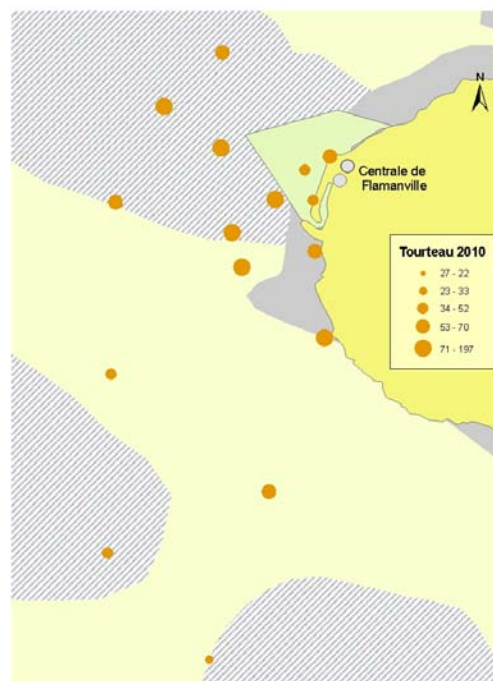 N
Centrale de
Flamanville
Tourteau 2010
27 - 22
23 - 33
34 - 52
53 - 70
71 - 197